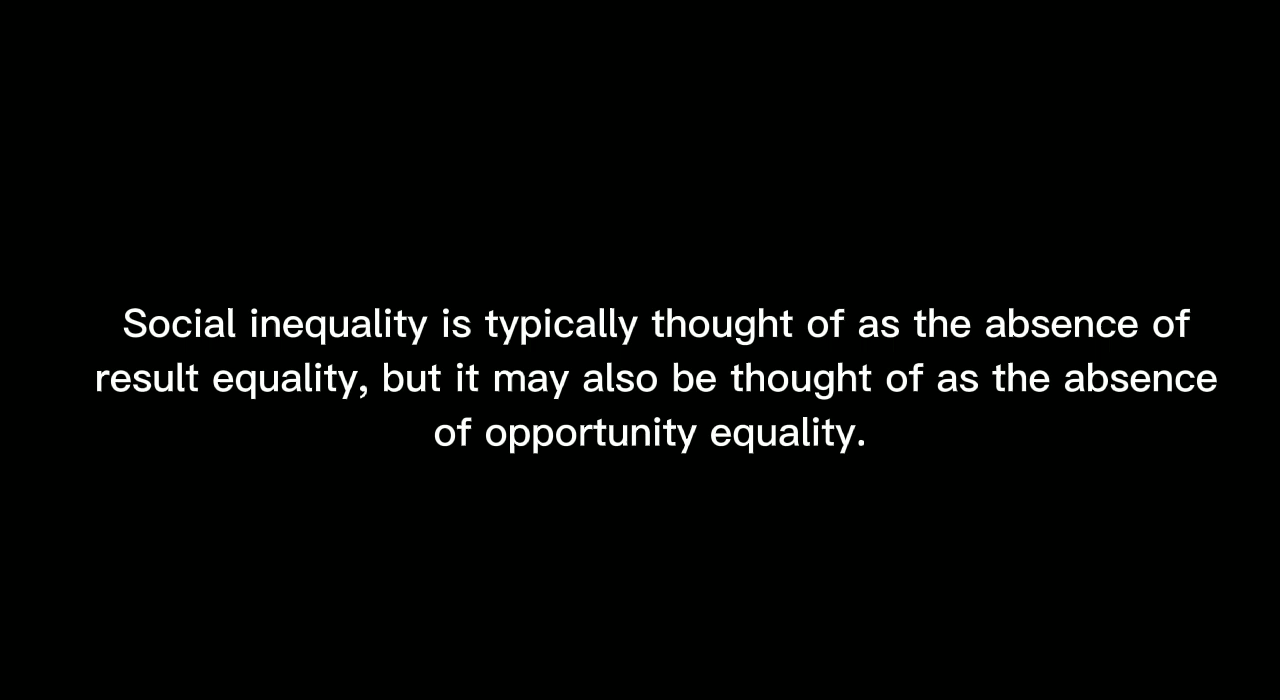 Social inequality is typically thought of as the absence of
result equality, but it may also be thought of as the absence
of opportunity equality.